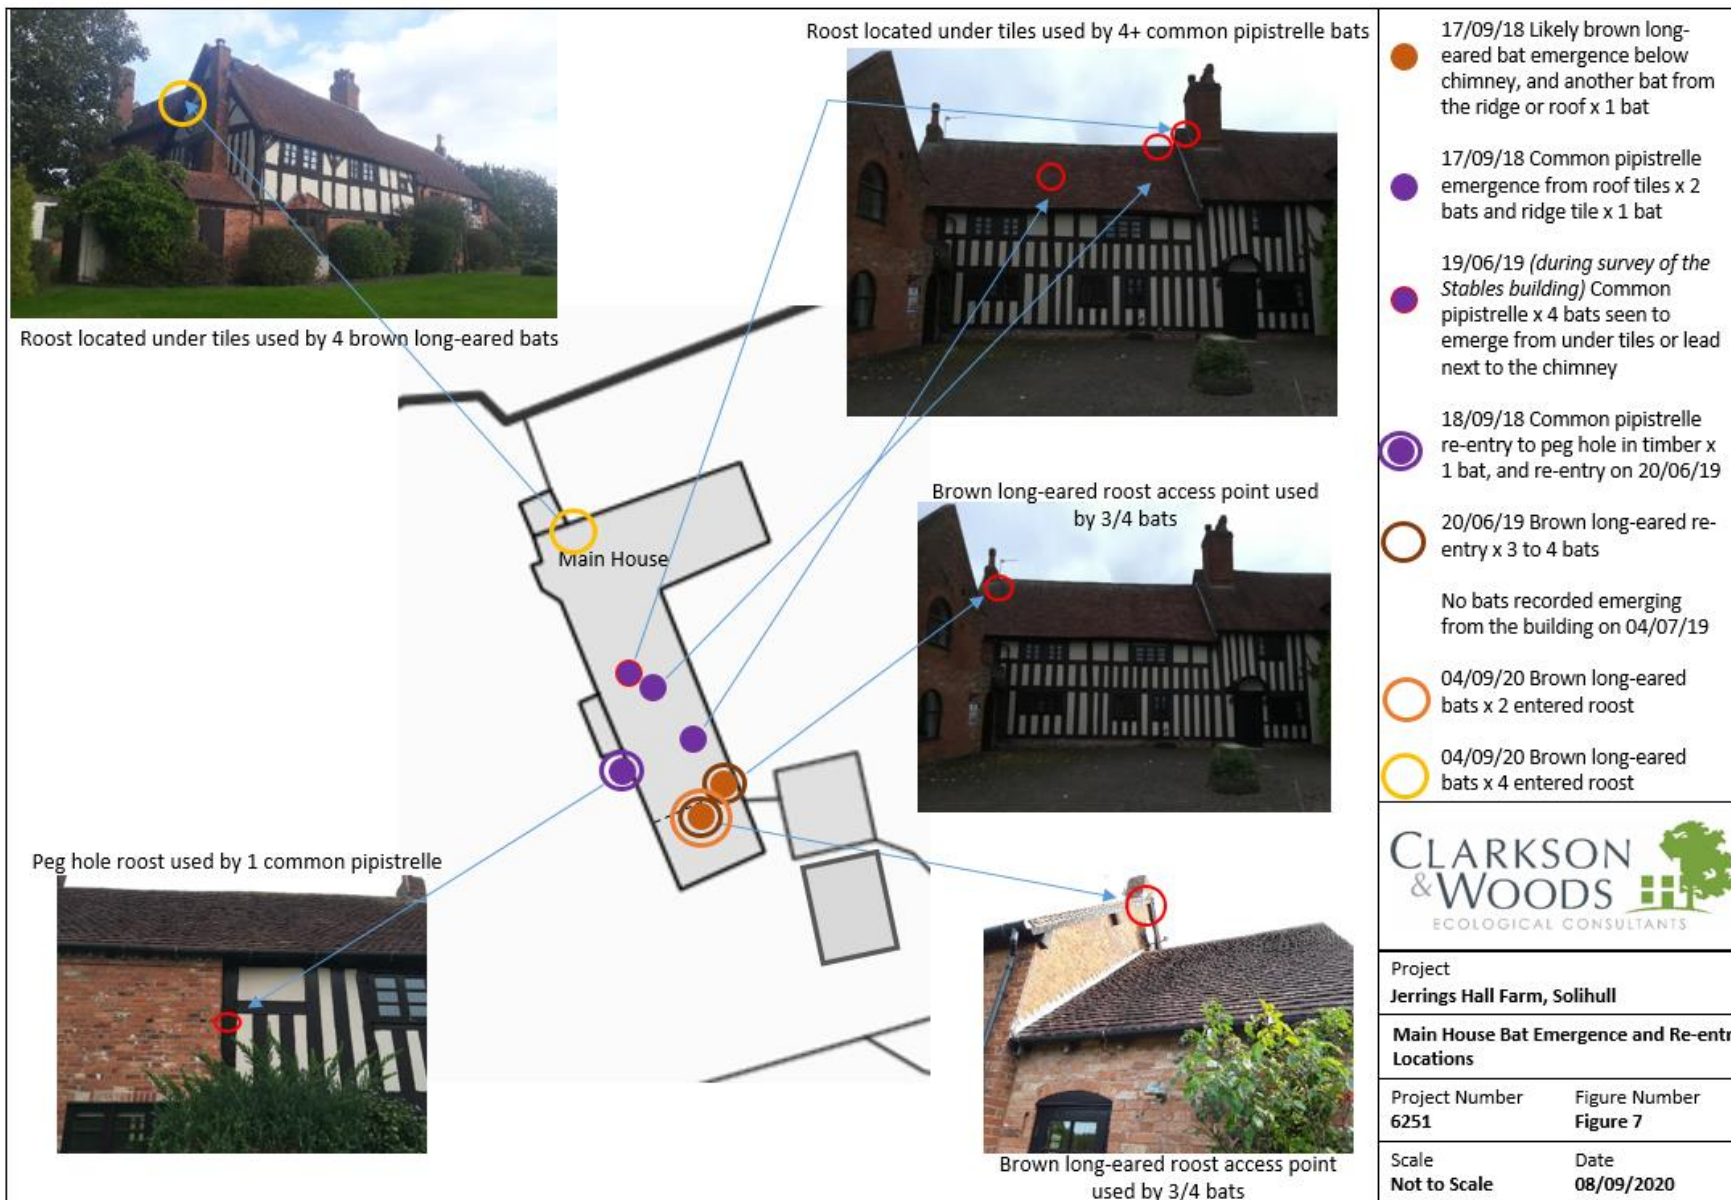 Roost located under tiles used by 4 brown long-eared bats
Roost located under tiles used by 4+ common pipistrelle bats
Brown long-eared roost access point used
by 3/4 bats
Main House
Peg hole roost used by 1 common pipistrelle
Brown long-eared roost access point
used by 3/4 bats
17/09/18 Likely brown long-
eared bat emergence below
chimney, and another bat from
the ridge or roof x 1 bat
17/09/18 Common pipistrelle
emergence from roof tiles x 2
bats and ridge tile x 1 bat
19/06/19 (during survey of the
Stables building) Common
pipistrelle x 4 bats seen to
emerge from under tiles or lead
next to the chimney
18/09/18 Common pipistrelle
re-entry to peg hole in timber x
1 bat, and re-entry on 20/06/19
20/06/19 Brown long-eared re-
entry x 3 to 4 bats
No bats recorded emerging
from the building on 04/07/19
04/09/20 Brown long-eared
bats x 2 entered roost
04/09/20 Brown long-eared
bats x 4 entered roost
CLARKSON
&WOODS
ECOLOGICAL CONSULTANTS
Project
Jerrings Hall Farm, Solihull
Main House Bat Emergence and Re-entr
Locations
Project Number
6251
Figure Number
Figure 7
Scale
Not to Scale
Date
08/09/2020